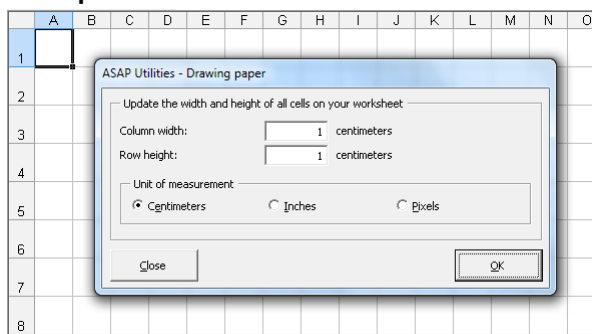 A B C D E F G H I J K L M N O
1
ASAP Utilities - Drawing paper
2
Update the width and height of all cells on your worksheet
Column width: 1 centimeters
3
Row height: 1 centimeters
4
Unit of measurement
Centimeters Inches Pixels
5
6
Close OK
7
8